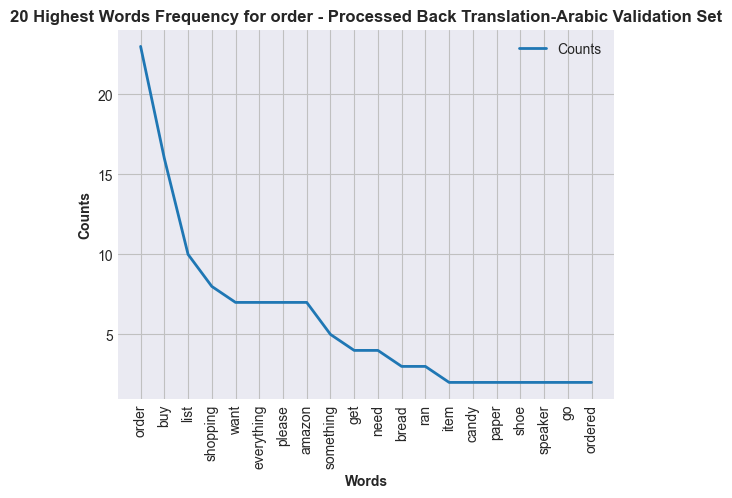 20 Highest Words Frequency for order - Processed Back Translation-Arabic Validation Set
Counts
20
15
10
5
Counts
order
buy
list
shopping
want
everything
please
amazon
something
get
need
bread
ran
item
candy
paper
shoe
speaker
go
ordered
Words